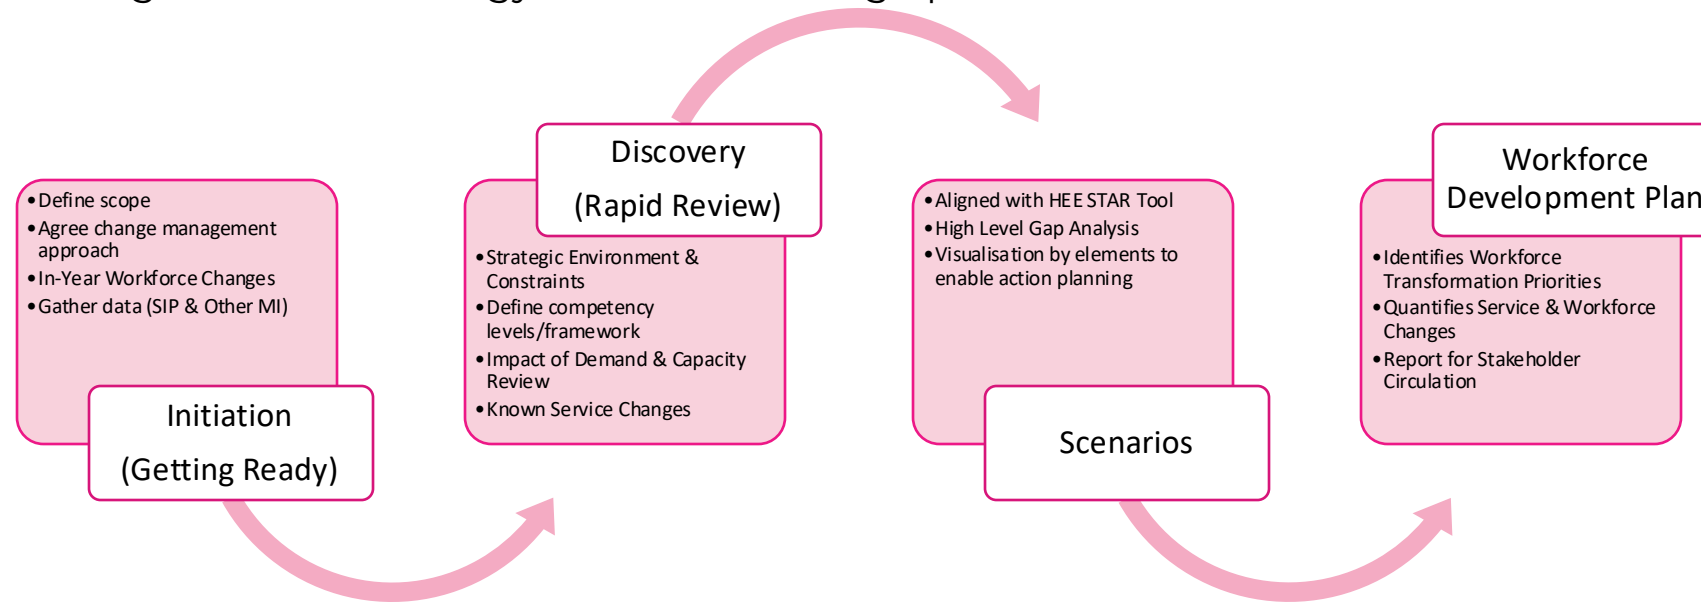 •Define scope
•Agree change management
approach
•In-Year Workforce Changes
•Gather data (SIP & Other MI)
Initiation
(Getting Ready)
Discovery
(Rapid Review)
•Strategic Environment &
Constraints
•Define competency
levels/framework
•Impact of Demand & Capacity
Review
•Known Service Changes
•Aligned with HEE STAR Tool
•High Level Gap Analysis
•Visualisation by elements to
enable action planning
Scenarios
Workforce
Development Plan
•Identifies Workforce
Transformation Priorities
•Quantifies Service & Workforce
Changes
•Report for Stakeholder
Circulation